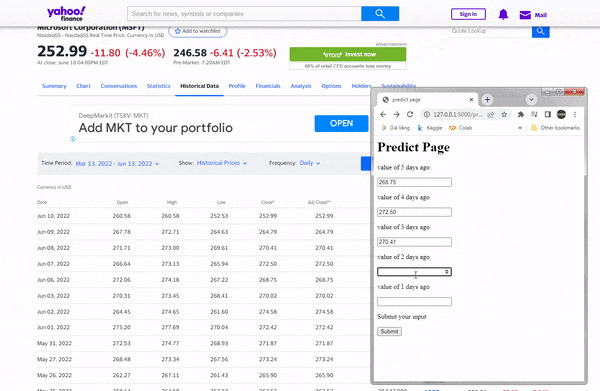 yahoo!
finance
Search for news, symbols or companies
Sign in
Mail
Microsoft Corporation (MSFT)
NasdaqGS - NasdaqGS Real Time Price. Currency in USD
Add to watchlist
Quote Lookup
252.99 -11.80 (-4.46%) 246.58 -6.41 (-2.53%)
At close: June 10 04:00PM EDT
Pre-Market: 7:20AM EDT
Advertisement
Invest now
68% of retail CFD accounts lose money
Summary Chart Conversations Statistics Historical Data Profile Financials Analysis Options Holders Sustainability
DeepMarkit (TSXV: MKT)
Add MKT to your portfolio
OPEN
Time Period: Mar 13, 2022 - Jun 13, 2022 Show: Historical Prices Frequency: Daily
Currency in USD
Date Open High Low Close* Adj Close**
Jun 10, 2022 260.58 260.58 252.53 252.99 252.99
Jun 09, 2022 267.78 272.71 264.63 264.79 264.79
Jun 08, 2022 271.71 273.00 269.61 270.41 270.41
Jun 07, 2022 266.64 273.13 265.94 272.50 272.50
Jun 06, 2022 272.06 274.18 267.22 268.75 268.75
Jun 03, 2022 270.31 273.45 268.41 270.02 270.02
Jun 02, 2022 264.45 274.65 261.60 274.58 274.58
Jun 01, 2022 275.20 277.69 270.04 272.42 272.42
May 31, 2022 272.53 274.77 268.93 271.87 271.87
May 27, 2022 268.48 273.34 267.56 273.24 273.24
May 26, 2022 262.27 267.11 261.43 265.90 265.90
predict page
127.0.0.1:5000/pr...
Kaggle
Colab
Other bookmarks
Predict Page
value of 5 days ago
268.75
value of 4 days ago
272.50
value of 3 days ago
270.41
value of 2 days ago
value of 1 days ago
Submit your input
Submit